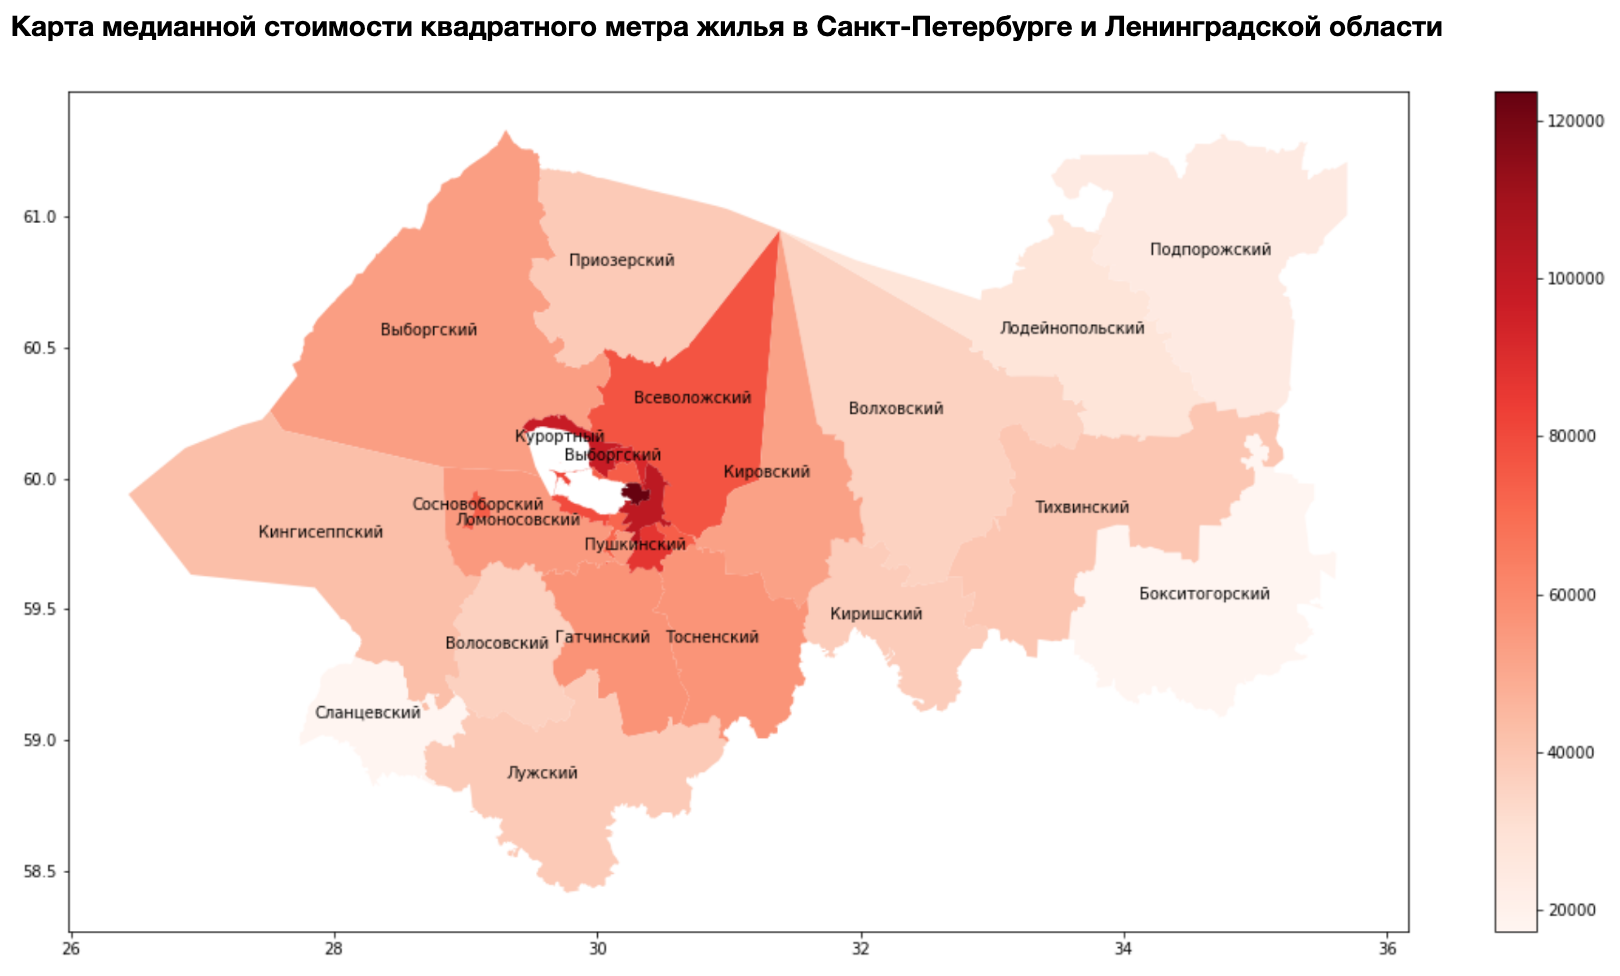 Карта медианной стоимости квадратного метра жилья в Санкт-Петербурге и Ленинградской области
120000
61.0
Подпорожский
Приозерский
100000
Выборгский
Лодейнопольский
60.5
Всеволожский
Волховский
Курортный
80000
Выборгский
60.0
Кировский
Сосновоборский
Тихвинский
Ломоносовский
Кингисеппский
Пушкинский
60000
59.5
Бокситогорский
Киришский
Волосовский
Гатчинский
Тосненский
Сланцевский
59.0
40000
Лужский
58.5
20000
26
28
30
32
34
36